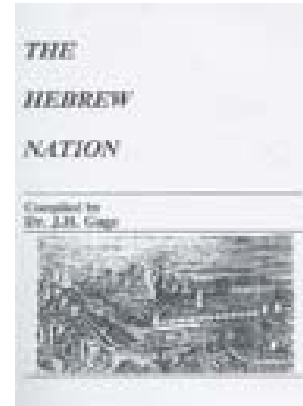 THE
HEBREW
NATION
Compiled by
Dr. J.H. Gage